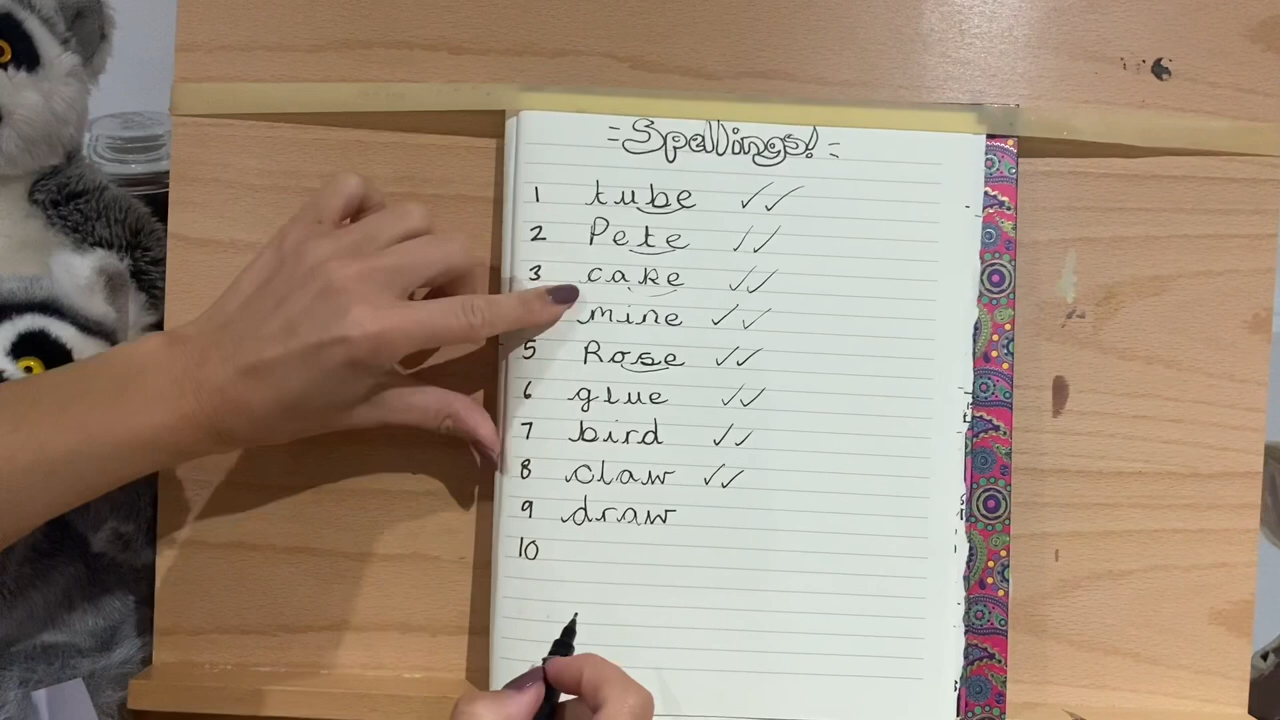 =Spellings!=
1 tube ✓✓
2 Pete ✓✓
3 cake ✓✓
mine ✓✓
5 Rose ✓✓
6 glue ✓✓
7 bird ✓✓
8 claw ✓✓
9 draw
10